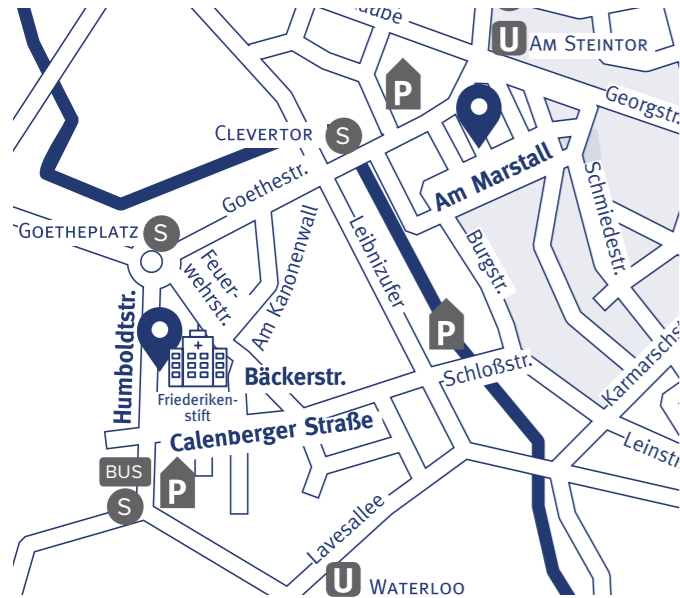 U AM STEINTOR
P
Georgstr.
CLEVERTOR S
Goethestr.
Am Marstall
Schmiedestr.
GOETHEPLATZ S
Feuer-
wehrstr.
Am Kanonenwall
Leibnizufer
Burgstr.
P
Humboldtstr.
Friederiken-
stift
Bäckerstr.
Schloßstr.
Karmarschst
Calenberger Straße
Leinstr
BUS
S
P
Lavesallee
U WATERLOO